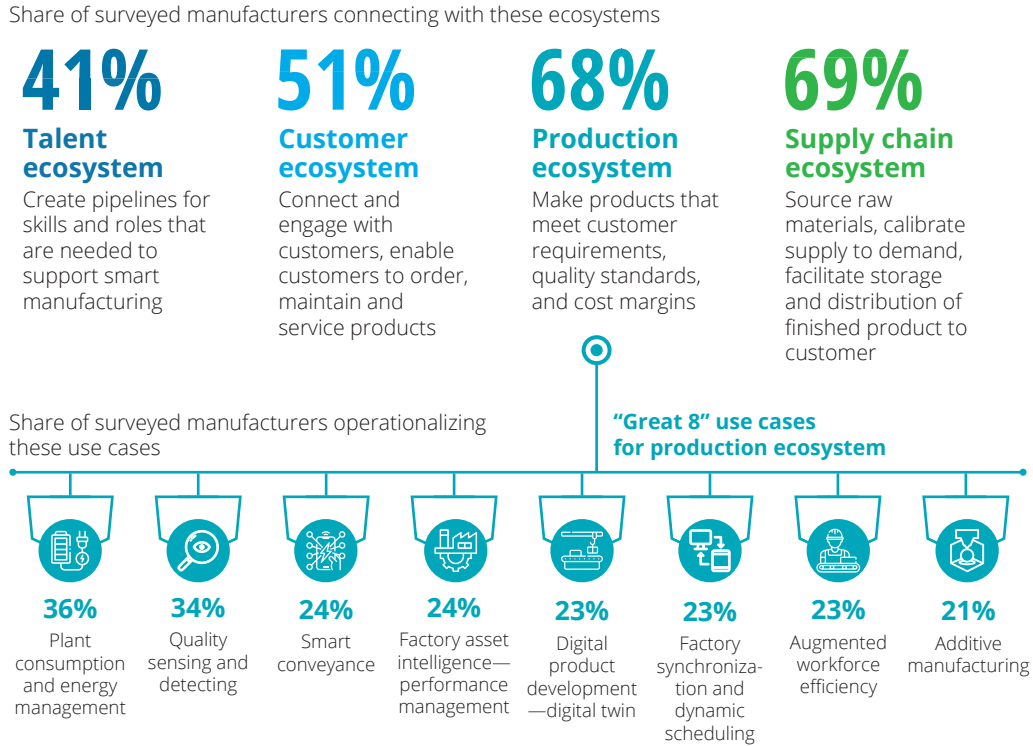 Share of surveyed manufacturers connecting with these ecosystems
41%
Talent
ecosystem
Create pipelines for
skills and roles that
are needed to
support smart
manufacturing
51%
Customer
ecosystem
Connect and
engage with
customers, enable
customers to order,
maintain and
service products
68%
Production
ecosystem
Make products that
meet customer
requirements,
quality standards,
and cost margins
69%
Supply chain
ecosystem
Source raw
materials, calibrate
supply to demand,
facilitate storage
and distribution of
finished product to
customer
Share of surveyed manufacturers operationalizing
these use cases
“Great 8” use cases
for production ecosystem
36%
Plant
consumption
and energy
management
34%
Quality
sensing and
detecting
24%
Smart
conveyance
24%
Factory asset
intelligence—
performance
management
23%
Digital
product
development
—digital twin
23%
Factory
synchroniza-
tion and
dynamic
scheduling
23%
Augmented
workforce
efficiency
21%
Additive
manufacturing